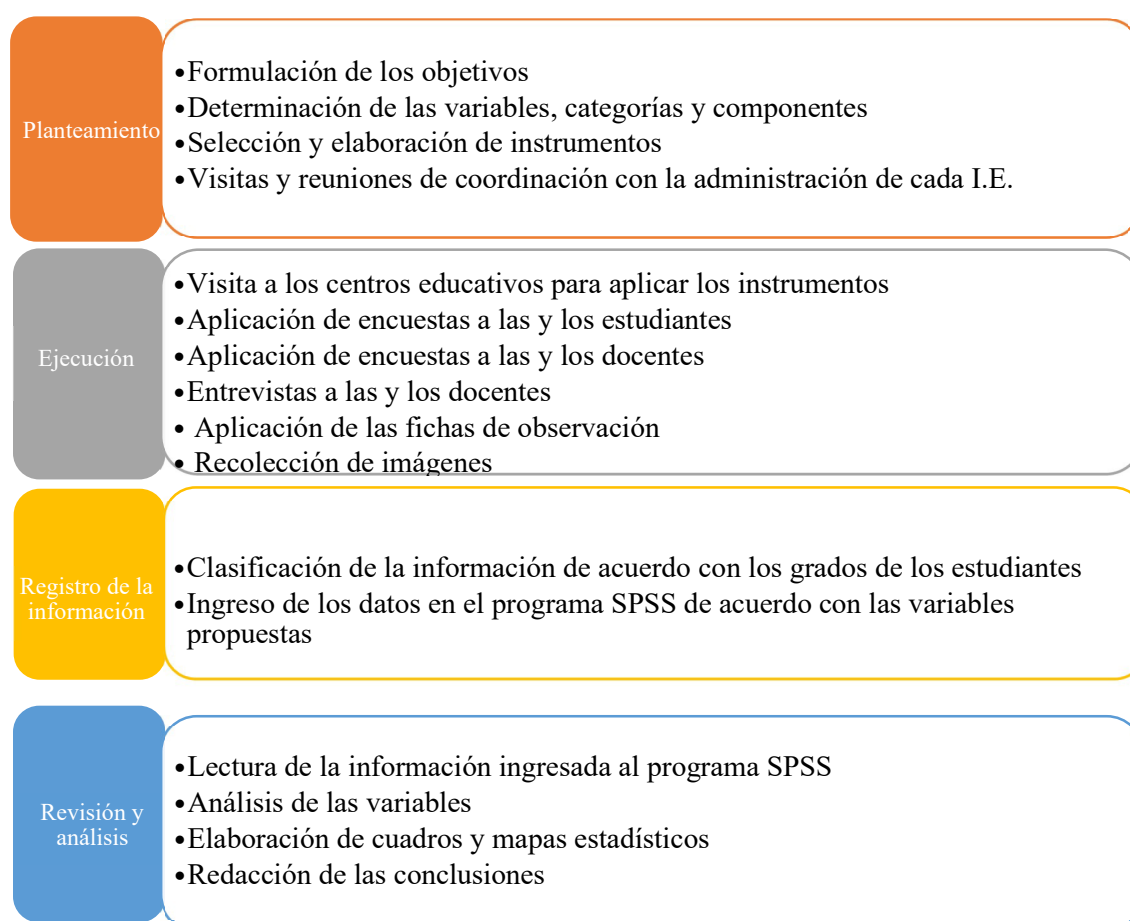 Planteamiento
•Formulación de los objetivos
•Determinación de las variables, categorías y componentes
•Selección y elaboración de instrumentos
•Visitas y reuniones de coordinación con la administración de cada I.E.
Ejecución
•Visita a los centros educativos para aplicar los instrumentos
•Aplicación de encuestas a las y los estudiantes
•Aplicación de encuestas a las y los docentes
•Entrevistas a las y los docentes
• Aplicación de las fichas de observación
• Recolección de imágenes
Registro de la
información
•Clasificación de la información de acuerdo con los grados de los estudiantes
•Ingreso de los datos en el programa SPSS de acuerdo con las variables
propuestas
Revisión y
análisis
•Lectura de la información ingresada al programa SPSS
•Análisis de las variables
•Elaboración de cuadros y mapas estadísticos
•Redacción de las conclusiones